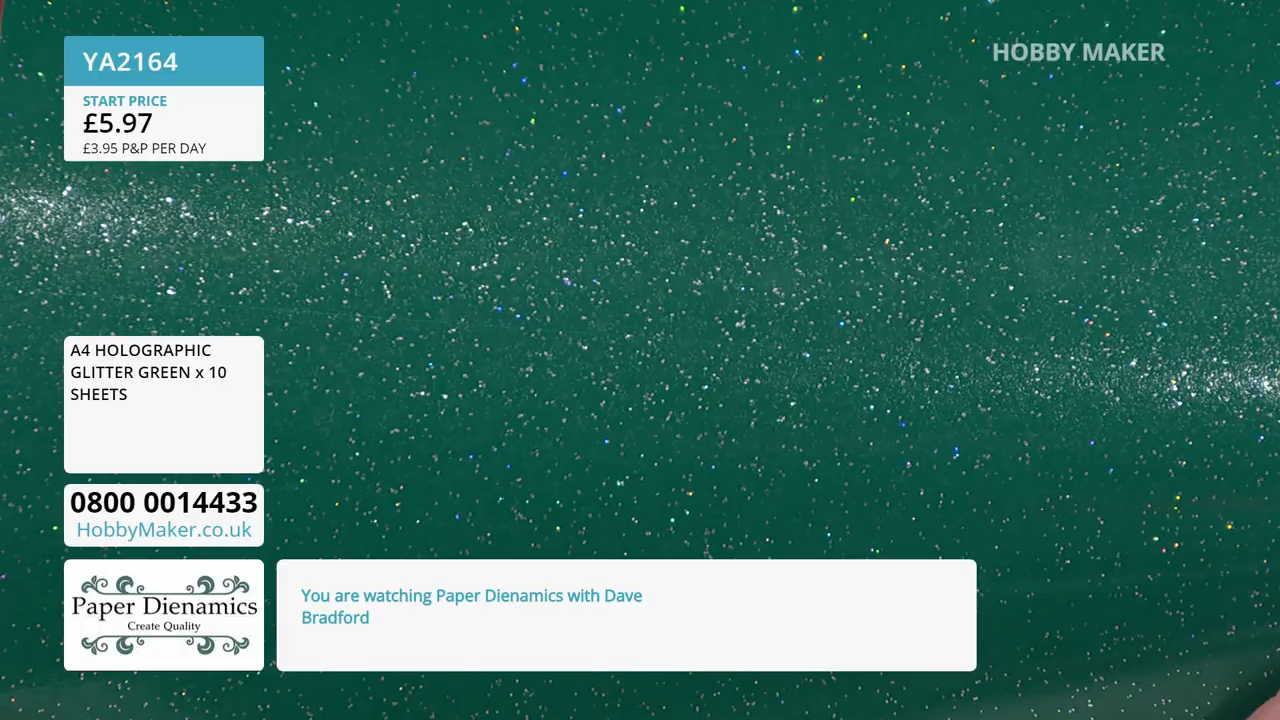 YA2164
START PRICE
£5.97
£3.95 P&P PER DAY
HOBBY MAKER
A4 HOLOGRAPHIC
GLITTER GREEN x 10
SHEETS
0800 0014433
HobbyMaker.co.uk
Paper Dienamics
Create Quality
You are watching Paper Dienamics with Dave
Bradford